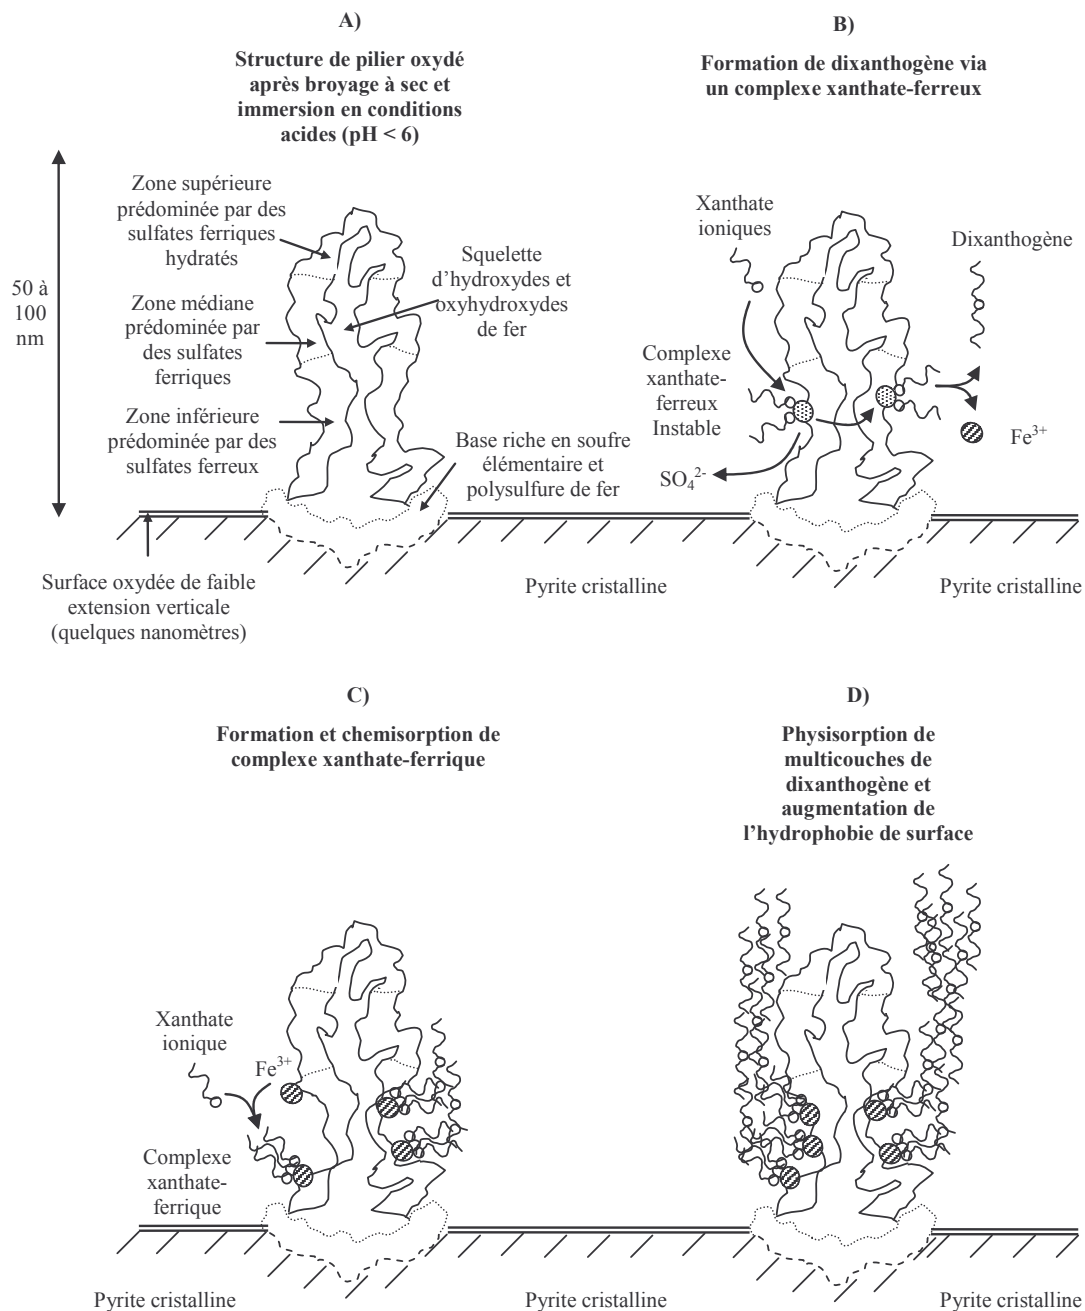 A)
Structure de pilier oxydé
après broyage à sec et
immersion en conditions
acides (pH < 6)
50 à
100
nm
Zone supérieure
prédominée par des
sulfates ferriques
hydratés
Squelette
d'hydroxydes et
oxyhydroxydes
de fer
Zone médiane
prédominée par
des sulfates
ferriques
Zone inférieure
prédominée par des
sulfates ferreux
Base riche en soufre
élémentaire et
polysulfure de fer
Surface oxydée de faible
extension verticale
(quelques nanomètres)
Pyrite cristalline
B)
Formation de dixanthogène via
un complexe xanthate-ferreux
Xanthate
ioniques
Dixanthogène
Complexe
xanthate-
ferreux
Instable
SO₄²⁻
Fe³⁺
Pyrite cristalline
C)
Formation et chemisorption de
complexe xanthate-ferrique
Xanthate
ionique
Fe³⁺
Complexe
xanthate-
ferrique
Pyrite cristalline
Pyrite cristalline
D)
Physisorption de
multicouches de
dixanthogène et
augmentation de
l'hydrophobie de surface
Pyrite cristalline